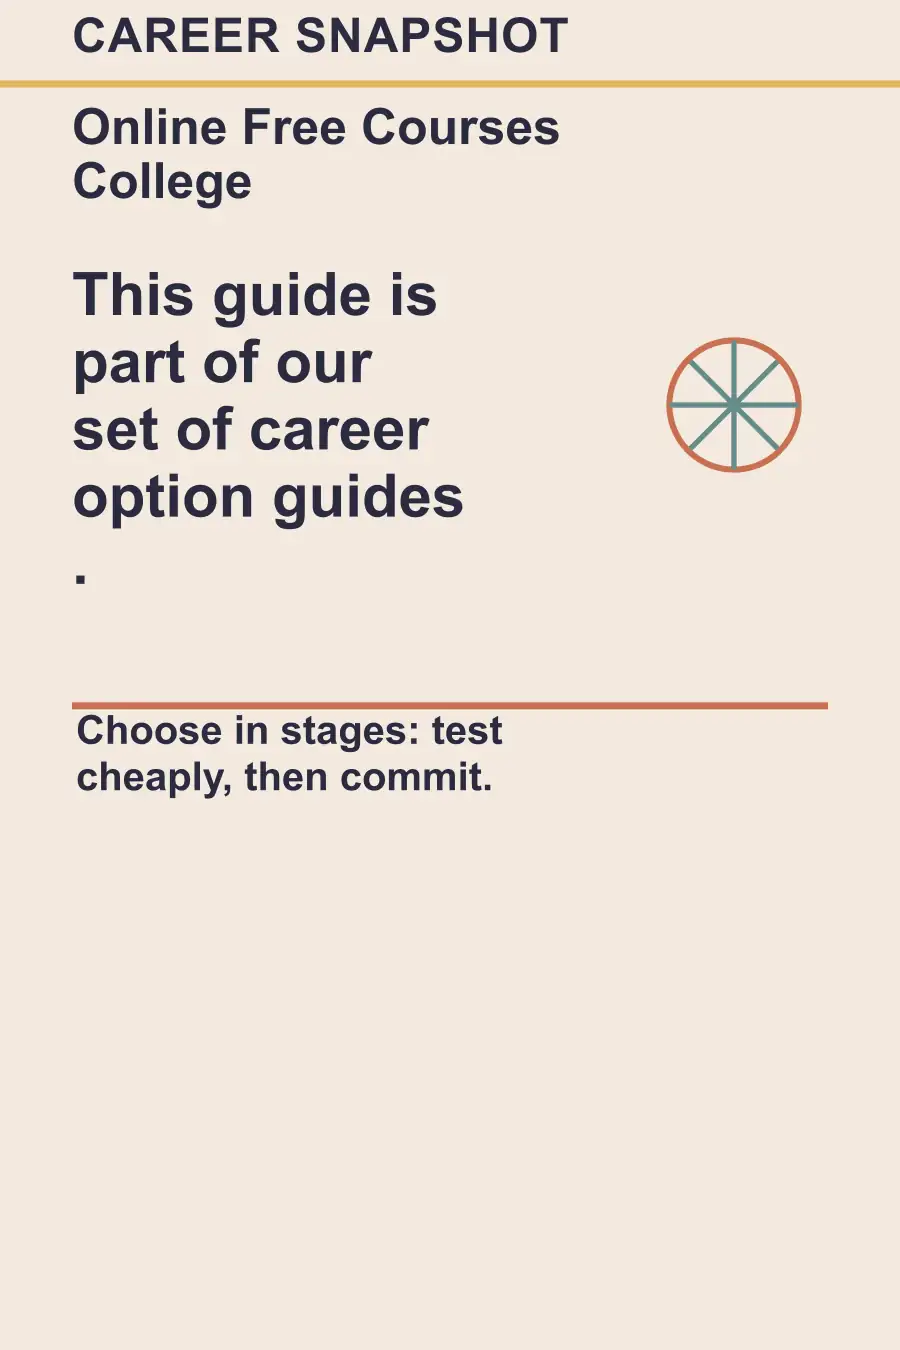 CAREER SNAPSHOT
Online Free Courses
College
This guide is
part of our
set of career
option guides
.
Choose in stages: test
cheaply, then commit.